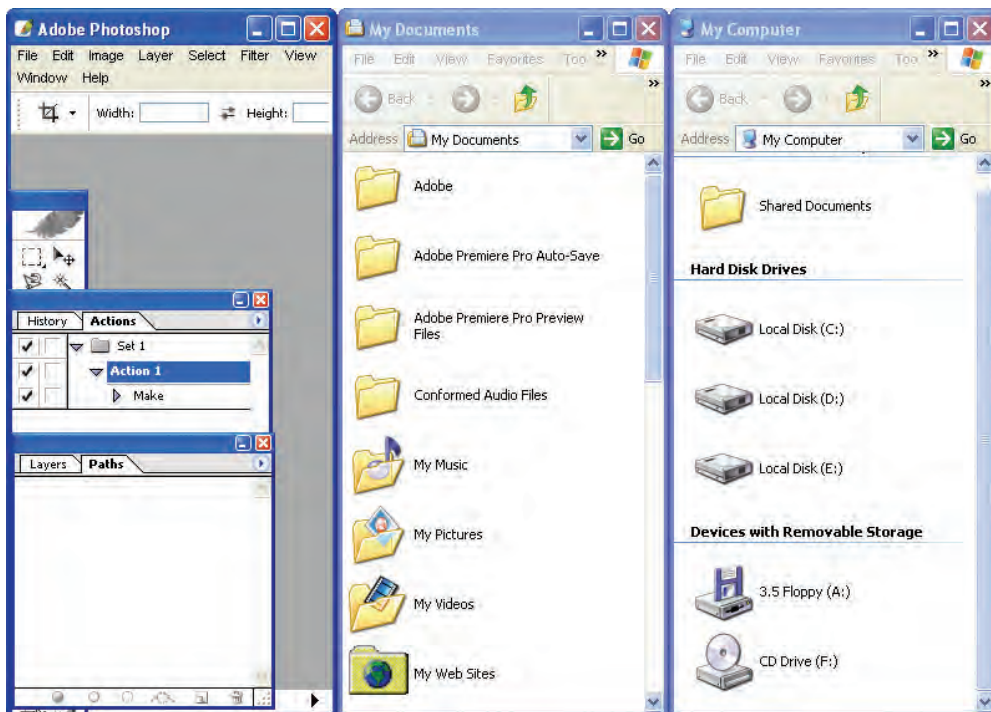 Adobe Photoshop
File Edit Image Layer Select Filter View
Window Help
Width: Height:
History Actions
Set 1
Action 1
Make
Layers Paths
My Documents
File Edit View Favorites Too »
»
Back
Address My Documents Go
Adobe
Adobe Premiere Pro Auto-Save
Adobe Premiere Pro Preview
Files
Conformed Audio Files
My Music
My Pictures
My Videos
My Web Sites
My Computer
File Edit View Favorites Too »
»
Back
Address My Computer Go
Shared Documents
Hard Disk Drives
Local Disk (C:)
Local Disk (D:)
Local Disk (E:)
Devices with Removable Storage
3.5 Floppy (A:)
CD Drive (F:)